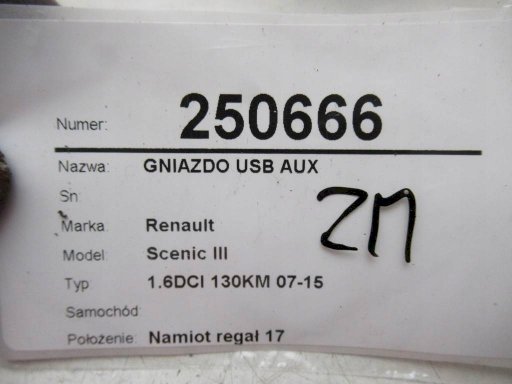 Numer: 250666
Nazwa: GNIAZDO USB AUX
Sn:
Marka: Renault
Model: Scenic III
Typ: 1.6DCI 130KM 07-15
Samochód:
Położenie: Namiot regał 17
ZM